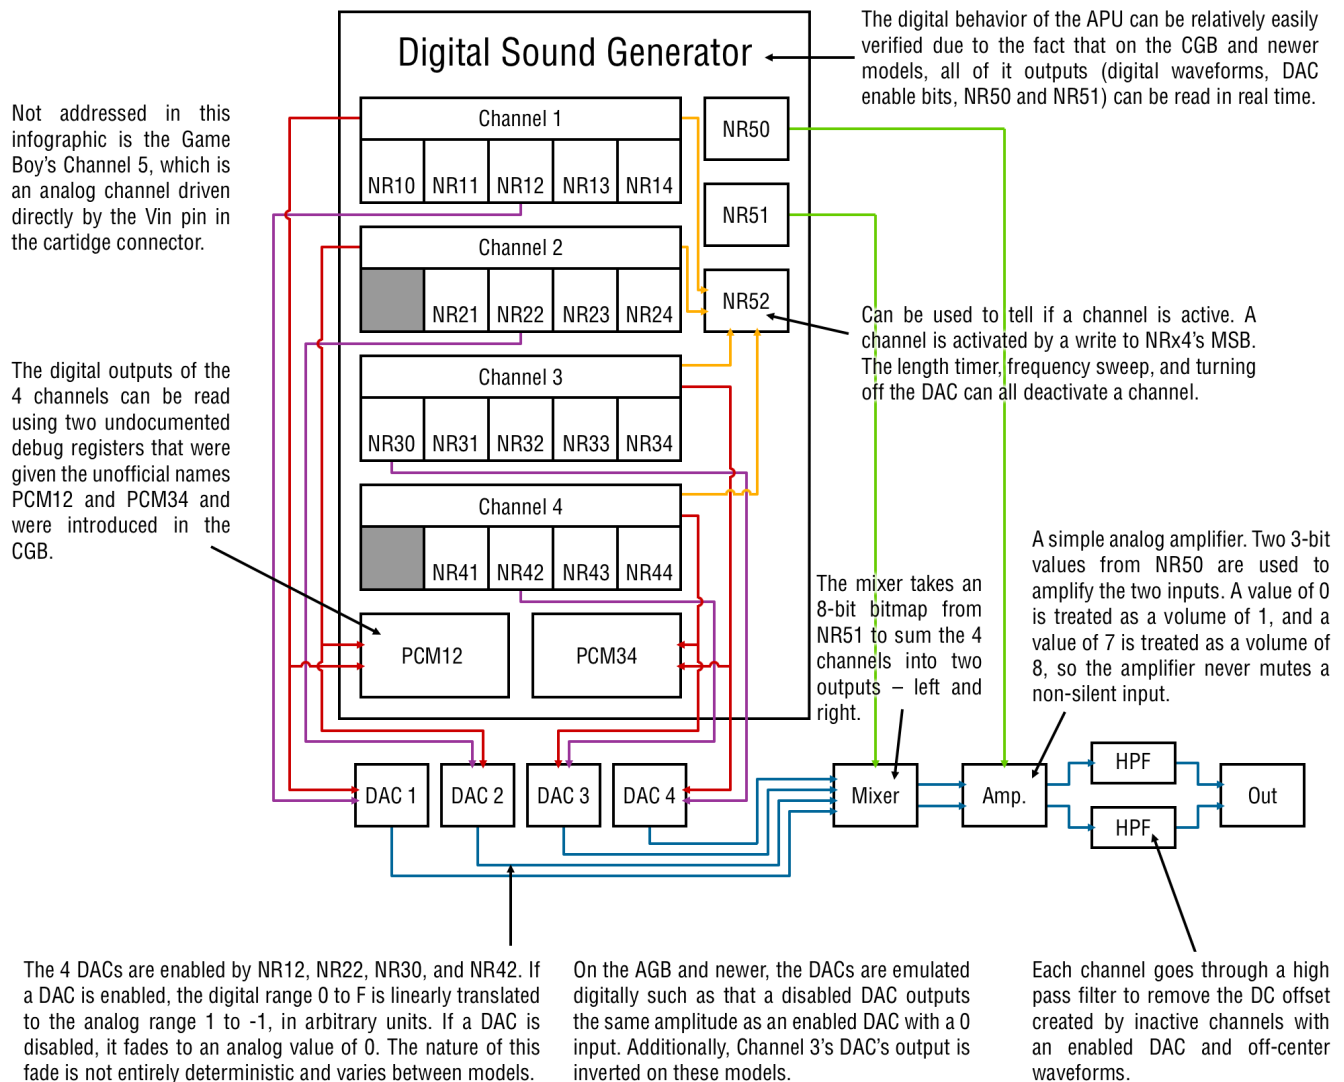 Digital Sound Generator
The digital behavior of the APU can be relatively easily
verified due to the fact that on the CGB and newer
models, all of it outputs (digital waveforms, DAC
enable bits, NR50 and NR51) can be read in real time.
Not addressed in this
infographic is the Game
Boy's Channel 5, which is
an analog channel driven
directly by the Vin pin in
the cartidge connector.
Channel 1
NR10 NR11 NR12 NR13 NR14
NR50
NR51
Channel 2
NR21 NR22 NR23 NR24
NR52
Can be used to tell if a channel is active. A
channel is activated by a write to NRx4's MSB.
The length timer, frequency sweep, and turning
off the DAC can all deactivate a channel.
The digital outputs of the
4 channels can be read
using two undocumented
debug registers that were
given the unofficial names
PCM12 and PCM34 and
were introduced in the
CGB.
Channel 3
NR30 NR31 NR32 NR33 NR34
Channel 4
NR41 NR42 NR43 NR44
PCM12
PCM34
The mixer takes an
8-bit bitmap from
NR51 to sum the 4
channels into two
outputs – left and
right.
A simple analog amplifier. Two 3-bit
values from NR50 are used to
amplify the two inputs. A value of 0
is treated as a volume of 1, and a
value of 7 is treated as a volume of
8, so the amplifier never mutes a
non-silent input.
DAC 1
DAC 2
DAC 3
DAC 4
Mixer
Amp.
HPF
HPF
Out
The 4 DACs are enabled by NR12, NR22, NR30, and NR42. If
a DAC is enabled, the digital range 0 to F is linearly translated
to the analog range 1 to -1, in arbitrary units. If a DAC is
disabled, it fades to an analog value of 0. The nature of this
fade is not entirely deterministic and varies between models.
On the AGB and newer, the DACs are emulated
digitally such as that a disabled DAC outputs
the same amplitude as an enabled DAC with a 0
input. Additionally, Channel 3's DAC's output is
inverted on these models.
Each channel goes through a high
pass filter to remove the DC offset
created by inactive channels with
an enabled DAC and off-center
waveforms.